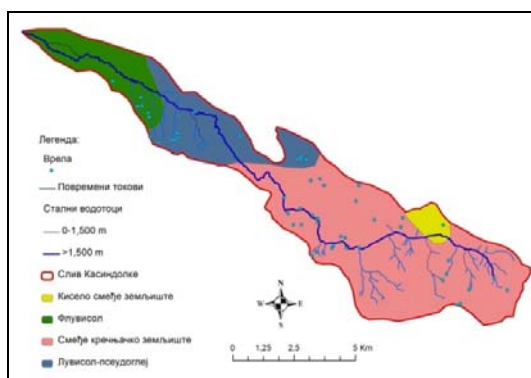 Легенда:
Врела
Повремени токови
Стални водотоци
0-1,500 m
>1,500 m
Слив Касиндолке
Кисело смеђе земљиште
Флувисол
Смеђе кречњачко земљиште
Лувисол-псеудоглеј
N
W E
S
0 1,25 2,5 5 Km